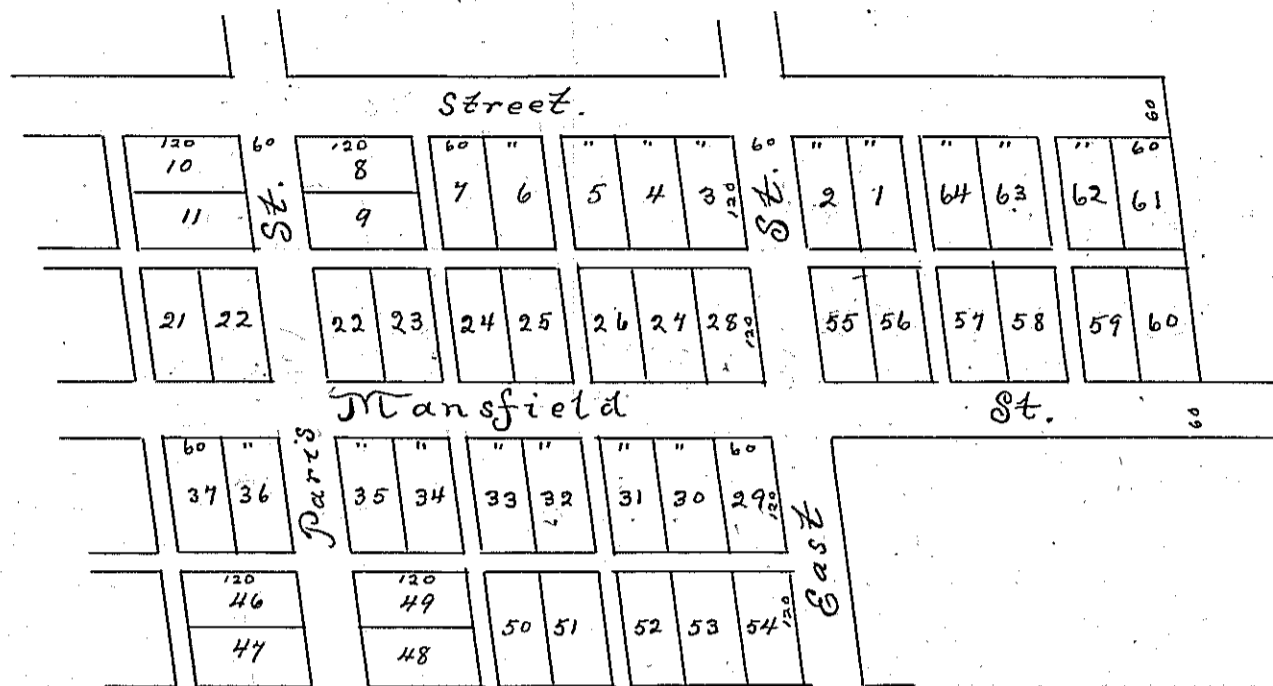 Street.
60
120 60 120 60 " " " " 60 " " " " " 60
10 8
7 6 5 4 3 120 2 1 64 63 62 61
11 9
St. St.
21 22 22 23 24 25 26 27 28 120 55 56 57 58 59 60
Mansfield St. 60
60 " " " " " " " 60
37 36 35 34 33 32 31 30 29 120
Paris
East
120 120
46 49
50 51 52 53 54 120
47 48